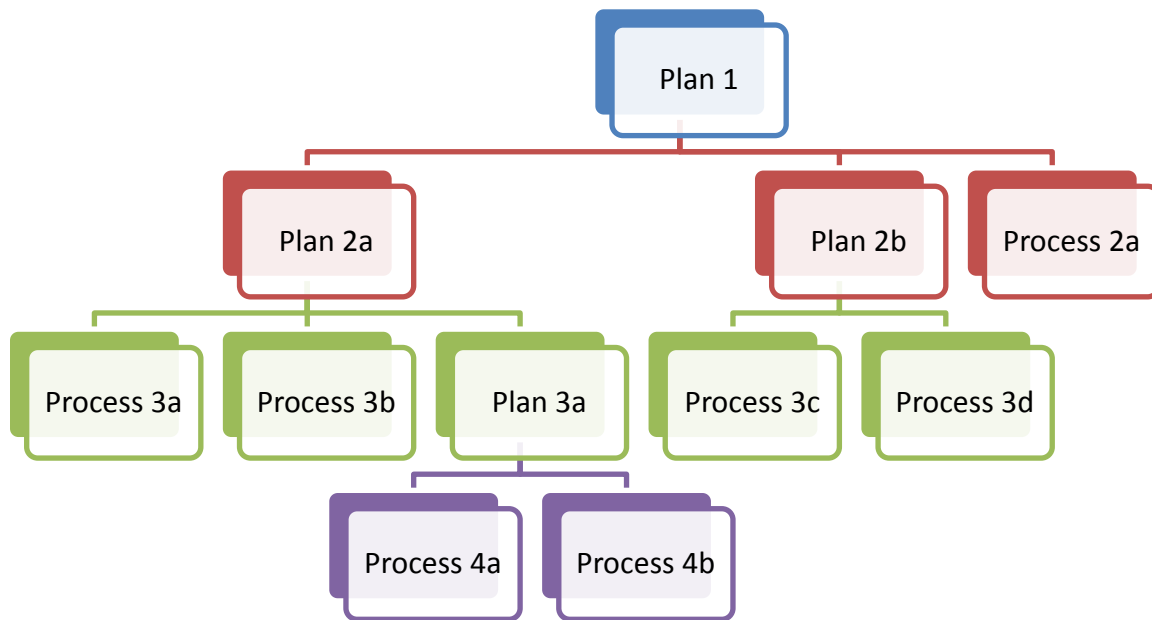 Plan 1
Plan 2a
Plan 2b
Process 2a
Process 3a
Process 3b
Plan 3a
Process 3c
Process 3d
Process 4a
Process 4b